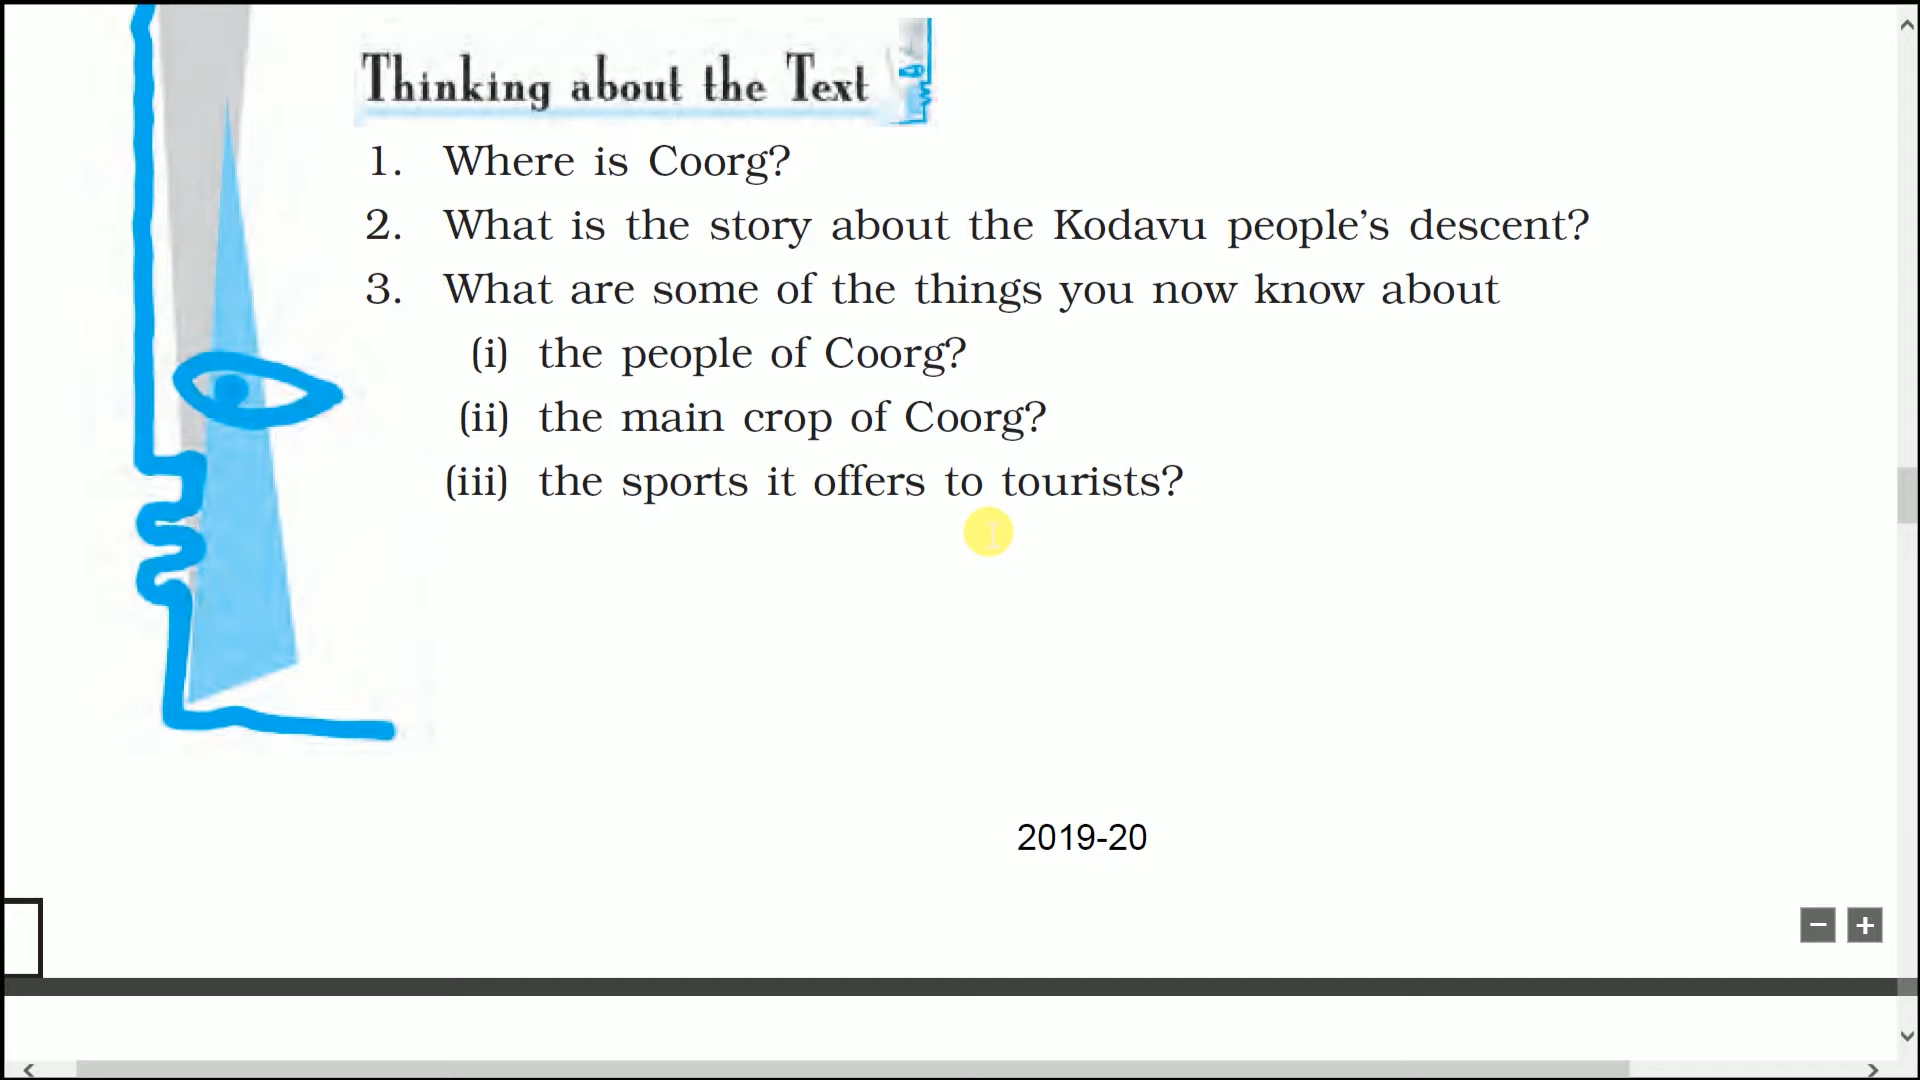 Thinking about the Text
1. Where is Coorg?
2. What is the story about the Kodavu people’s descent?
3. What are some of the things you now know about
(i) the people of Coorg?
(ii) the main crop of Coorg?
(iii) the sports it offers to tourists?
2019-20